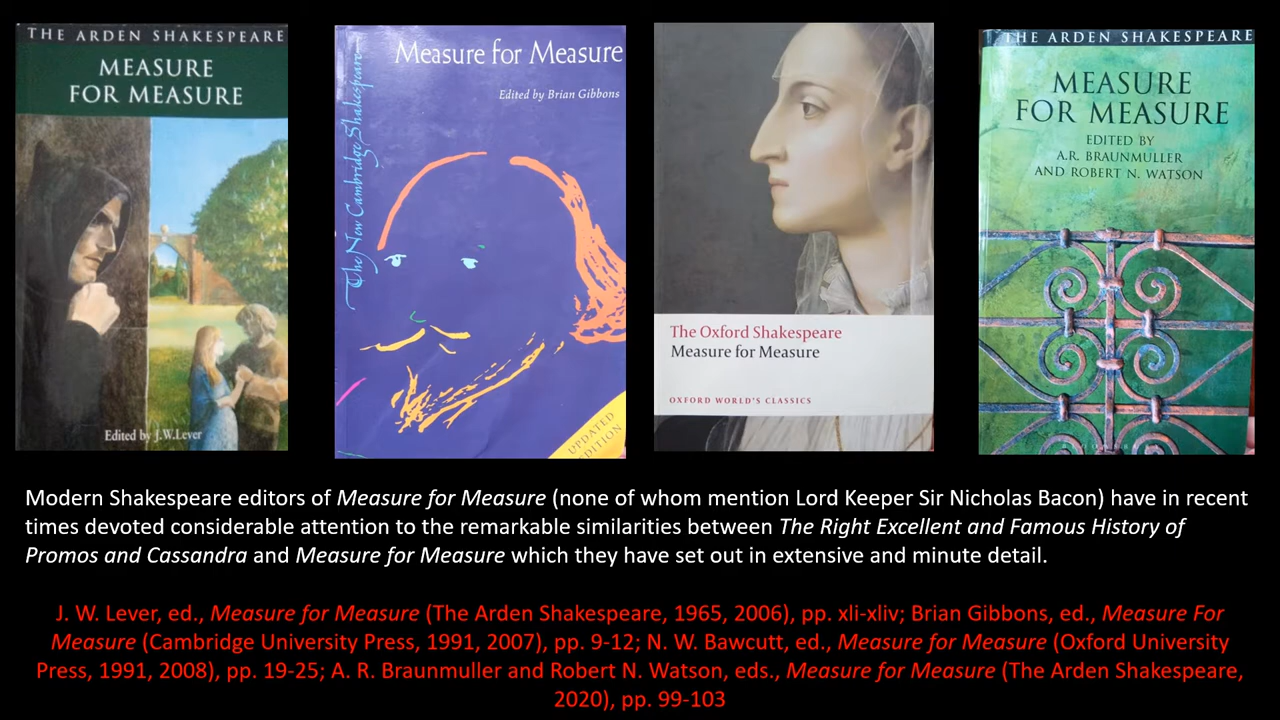 THE ARDEN SHAKESPEARE
MEASURE
FOR MEASURE
Edited by J.W.Lever
The New Cambridge Shakespeare
Measure for Measure
Edited by Brian Gibbons
UPDATED
EDITION
The Oxford Shakespeare
Measure for Measure
OXFORD WORLD'S CLASSICS
THE ARDEN SHAKESPEARE
MEASURE
FOR MEASURE
EDITED BY
A.R. BRAUNMULLER
AND ROBERT N. WATSON
Modern Shakespeare editors of Measure for Measure (none of whom mention Lord Keeper Sir Nicholas Bacon) have in recent
times devoted considerable attention to the remarkable similarities between The Right Excellent and Famous History of
Promos and Cassandra and Measure for Measure which they have set out in extensive and minute detail.
J. W. Lever, ed., Measure for Measure (The Arden Shakespeare, 1965, 2006), pp. xli-xliv; Brian Gibbons, ed., Measure For
Measure (Cambridge University Press, 1991, 2007), pp. 9-12; N. W. Bawcutt, ed., Measure for Measure (Oxford University
Press, 1991, 2008), pp. 19-25; A. R. Braunmuller and Robert N. Watson, eds., Measure for Measure (The Arden Shakespeare,
2020), pp. 99-103